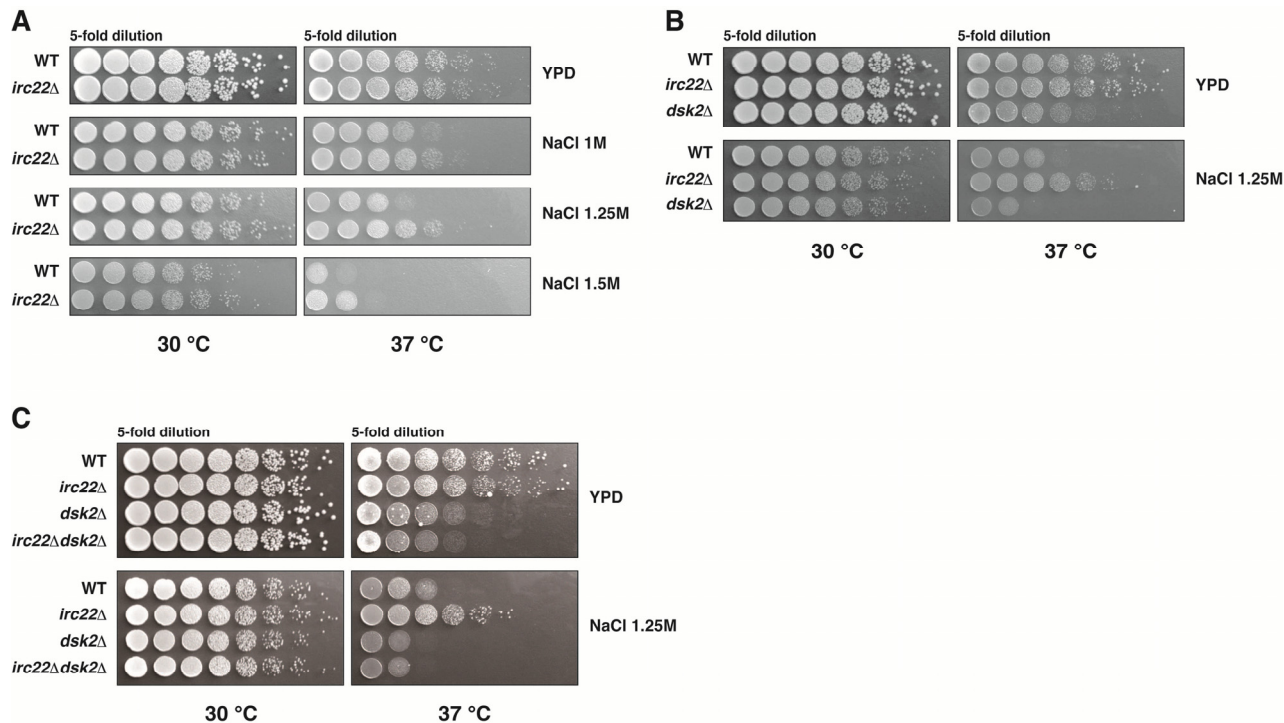 A
5-fold dilution
5-fold dilution
WT
irc22Δ
YPD
WT
irc22Δ
NaCl 1M
WT
irc22Δ
NaCl 1.25M
WT
irc22Δ
NaCl 1.5M
30 °C
37 °C
B
5-fold dilution
5-fold dilution
WT
irc22Δ
dsk2Δ
YPD
WT
irc22Δ
dsk2Δ
NaCl 1.25M
30 °C
37 °C
C
5-fold dilution
5-fold dilution
WT
irc22Δ
dsk2Δ
irc22Δdsk2Δ
YPD
WT
irc22Δ
dsk2Δ
irc22Δdsk2Δ
NaCl 1.25M
30 °C
37 °C